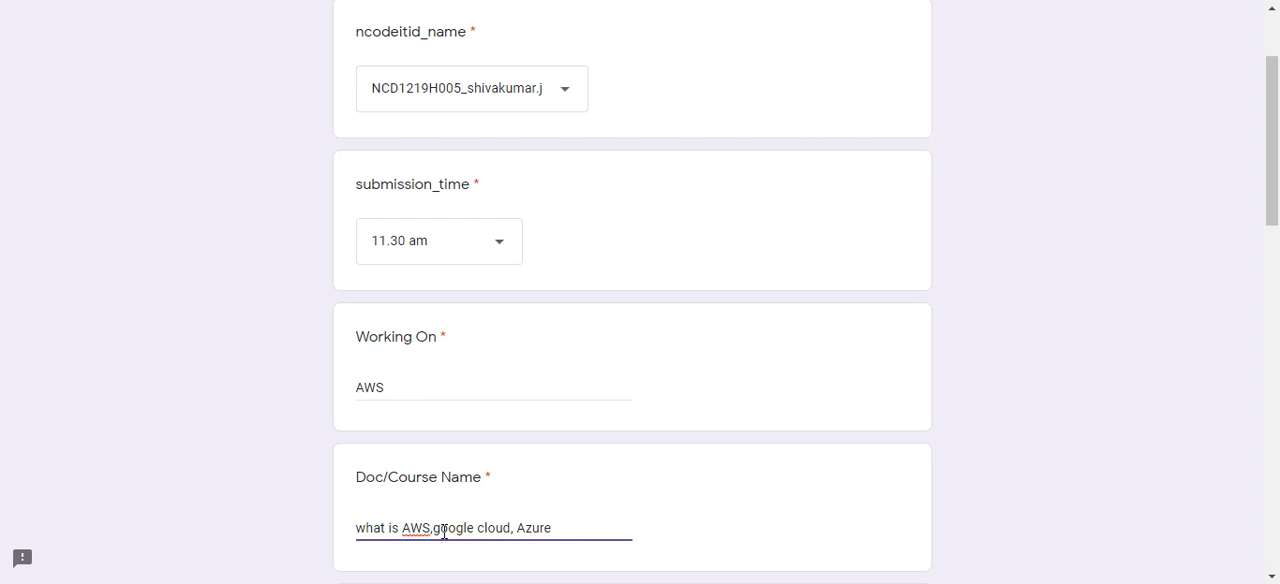 ncodeitid_name *
NCD1219H005_shivakumar.j
submission_time *
11.30 am
Working On *
AWS
Doc/Course Name *
what is AWS,google cloud, Azure